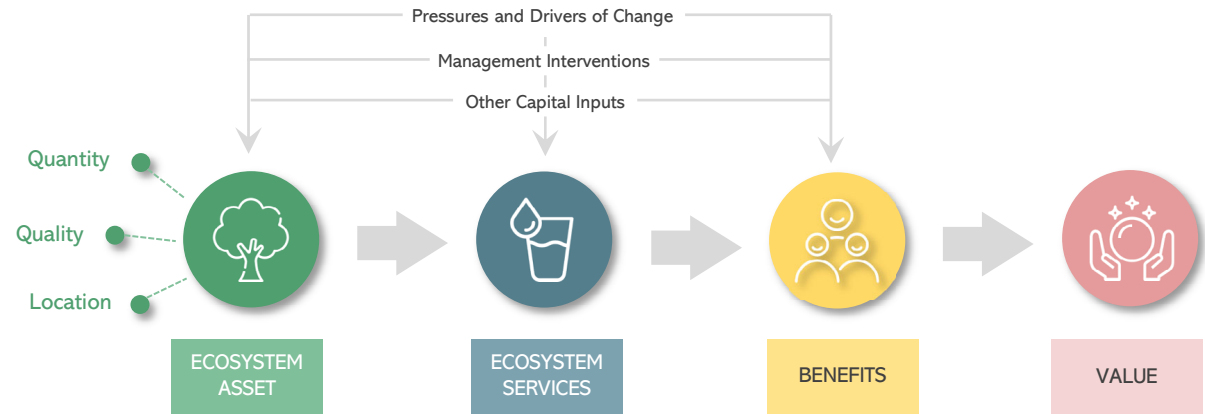 Pressures and Drivers of Change
Management Interventions
Other Capital Inputs
Quantity
Quality
Location
ECOSYSTEM
ASSET
ECOSYSTEM
SERVICES
BENEFITS
VALUE